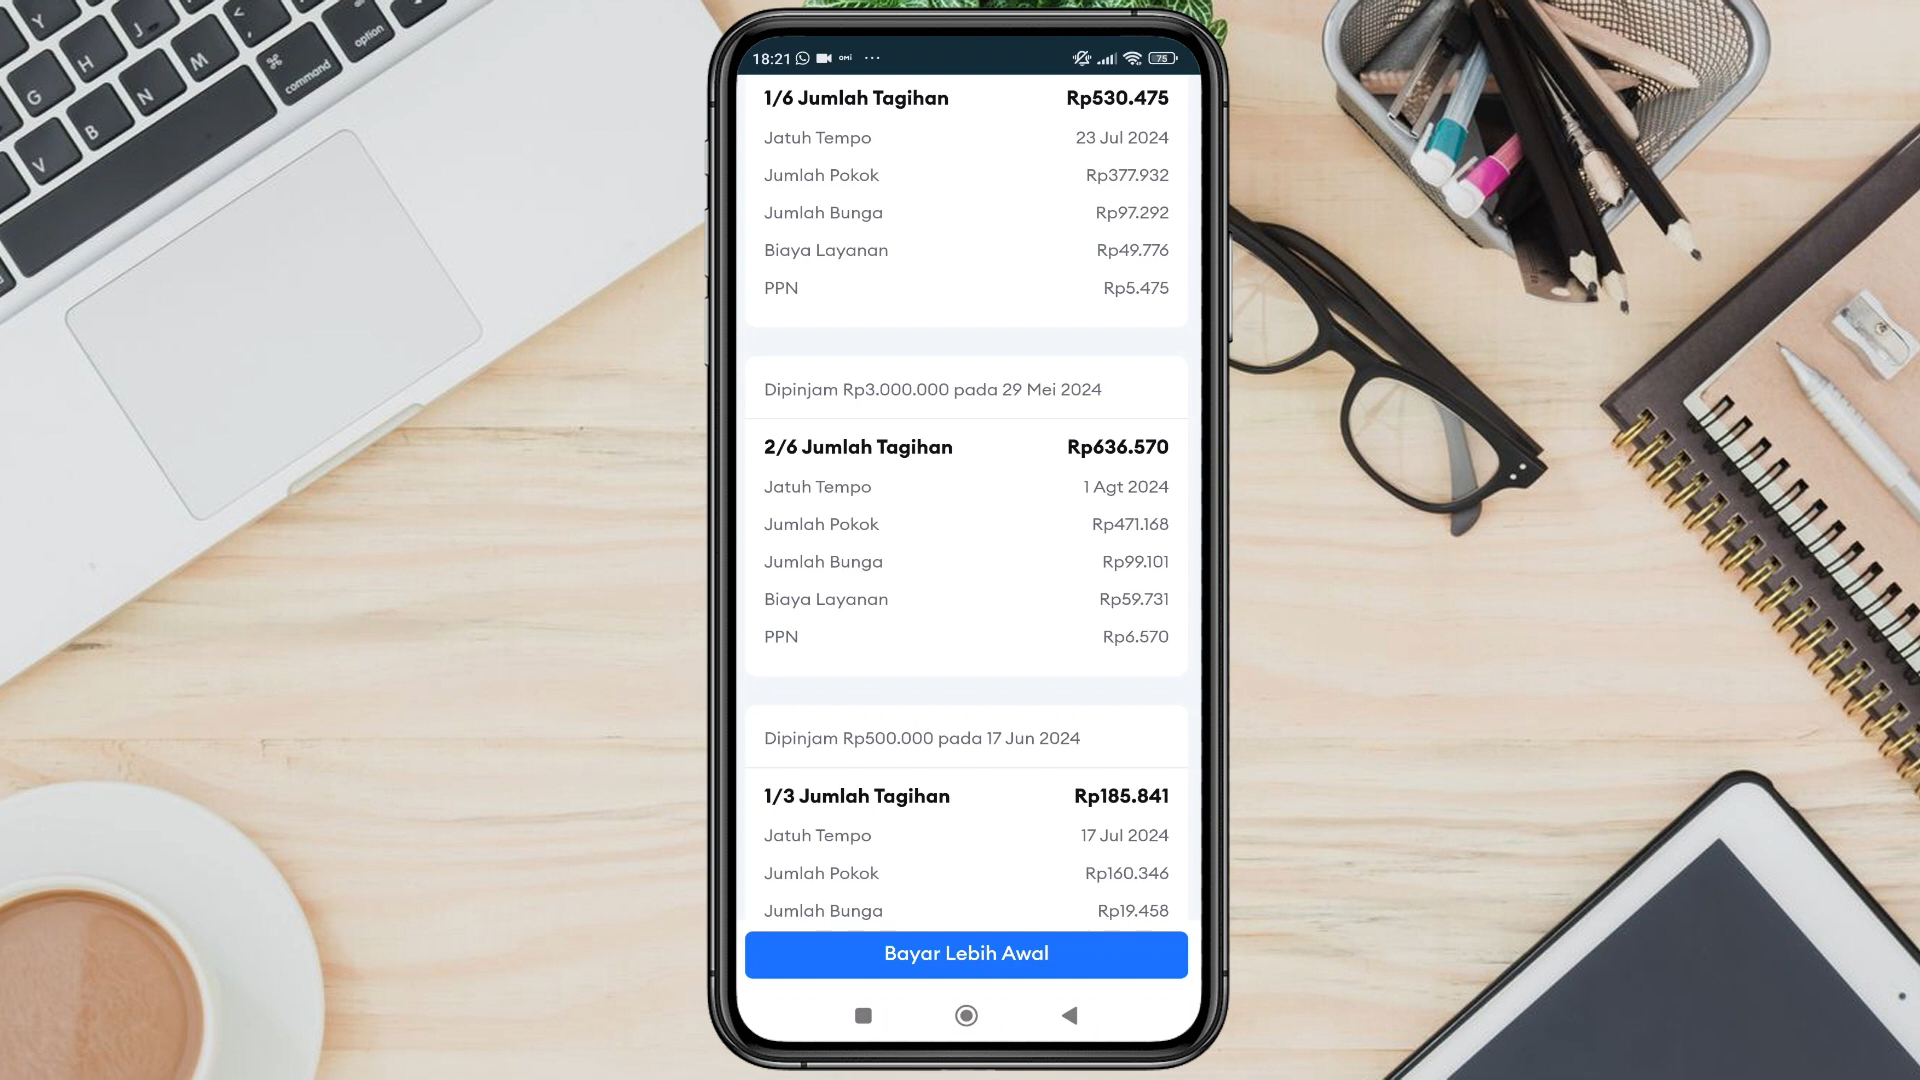 18:21 OMI ... 75
1/6 Jumlah Tagihan Rp530.475
Jatuh Tempo 23 Jul 2024
Jumlah Pokok Rp377.932
Jumlah Bunga Rp97.292
Biaya Layanan Rp49.776
PPN Rp5.475
Dipinjam Rp3.000.000 pada 29 Mei 2024
2/6 Jumlah Tagihan Rp636.570
Jatuh Tempo 1 Agt 2024
Jumlah Pokok Rp471.168
Jumlah Bunga Rp99.101
Biaya Layanan Rp59.731
PPN Rp6.570
Dipinjam Rp500.000 pada 17 Jun 2024
1/3 Jumlah Tagihan Rp185.841
Jatuh Tempo 17 Jul 2024
Jumlah Pokok Rp160.346
Jumlah Bunga Rp19.458
Bayar Lebih Awal
Y
J
<
H
M
⌘
command
option
G
N
B
V